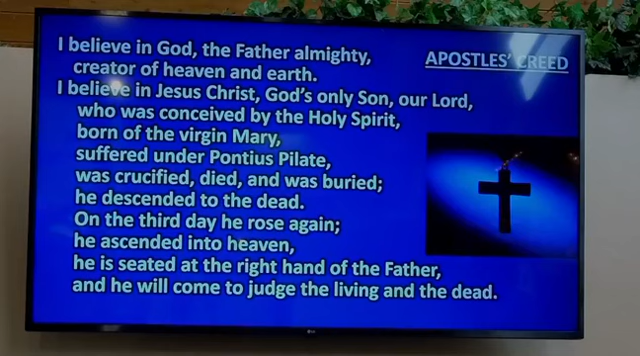 APOSTLES' CREED
I believe in God, the Father almighty,
creator of heaven and earth.
I believe in Jesus Christ, God's only Son, our Lord,
who was conceived by the Holy Spirit,
born of the virgin Mary,
suffered under Pontius Pilate,
was crucified, died, and was buried;
he descended to the dead.
On the third day he rose again;
he ascended into heaven,
he is seated at the right hand of the Father,
and he will come to judge the living and the dead.
LG